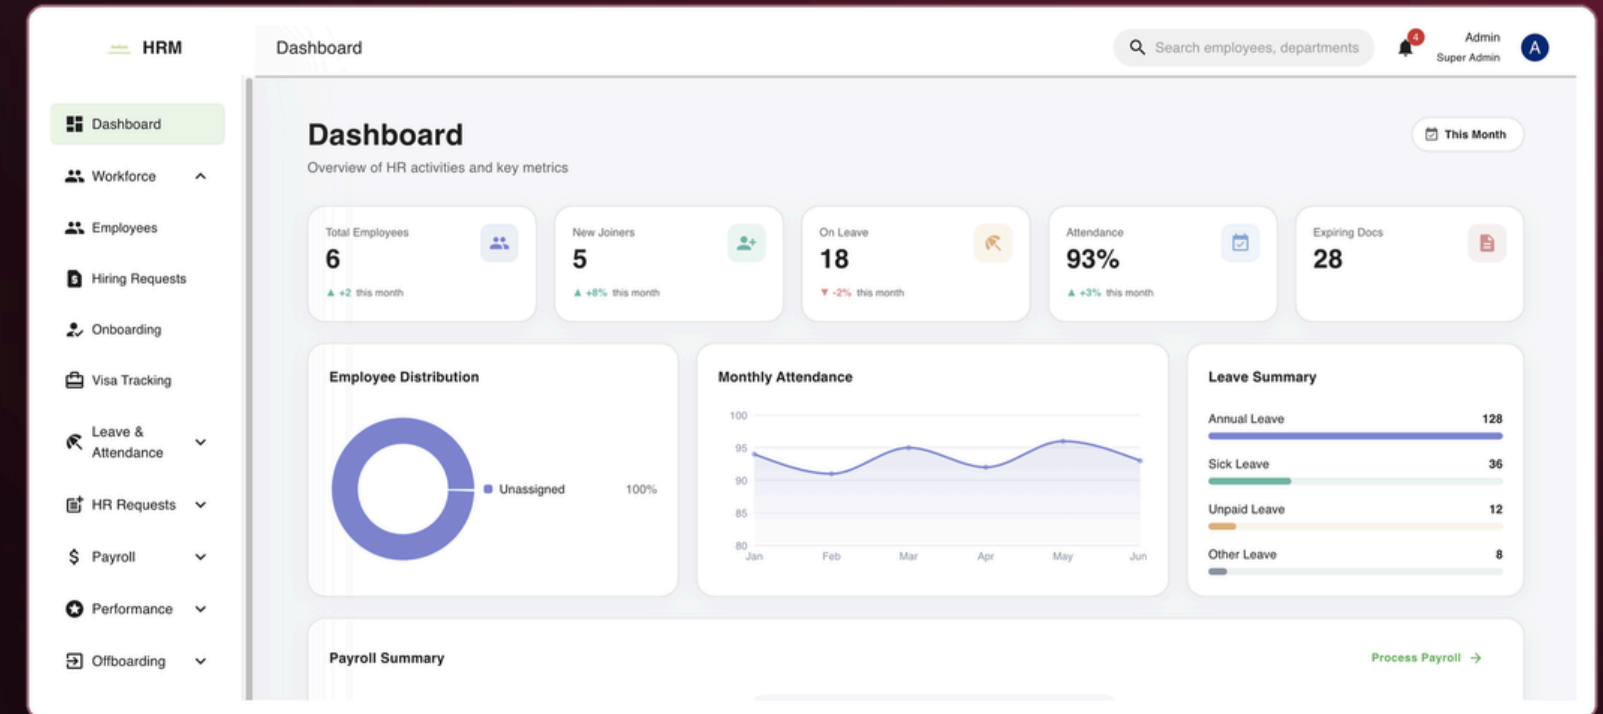 HRM
Dashboard
Search employees, departments
4
Admin
Super Admin
A
Dashboard
Workforce
Employees
Hiring Requests
Onboarding
Visa Tracking
Leave &
Attendance
HR Requests
Payroll
Performance
Offboarding
Dashboard
Overview of HR activities and key metrics
This Month
Total Employees
6
▲ +2 this month
New Joiners
5
▲ +8% this month
On Leave
18
▼ -2% this month
Attendance
93%
▲ +3% this month
Expiring Docs
28
Employee Distribution
Unassigned 100%
Monthly Attendance
100
95
90
85
80
Jan Feb Mar Apr May Jun
Leave Summary
Annual Leave 128
Sick Leave 36
Unpaid Leave 12
Other Leave 8
Payroll Summary
Process Payroll →